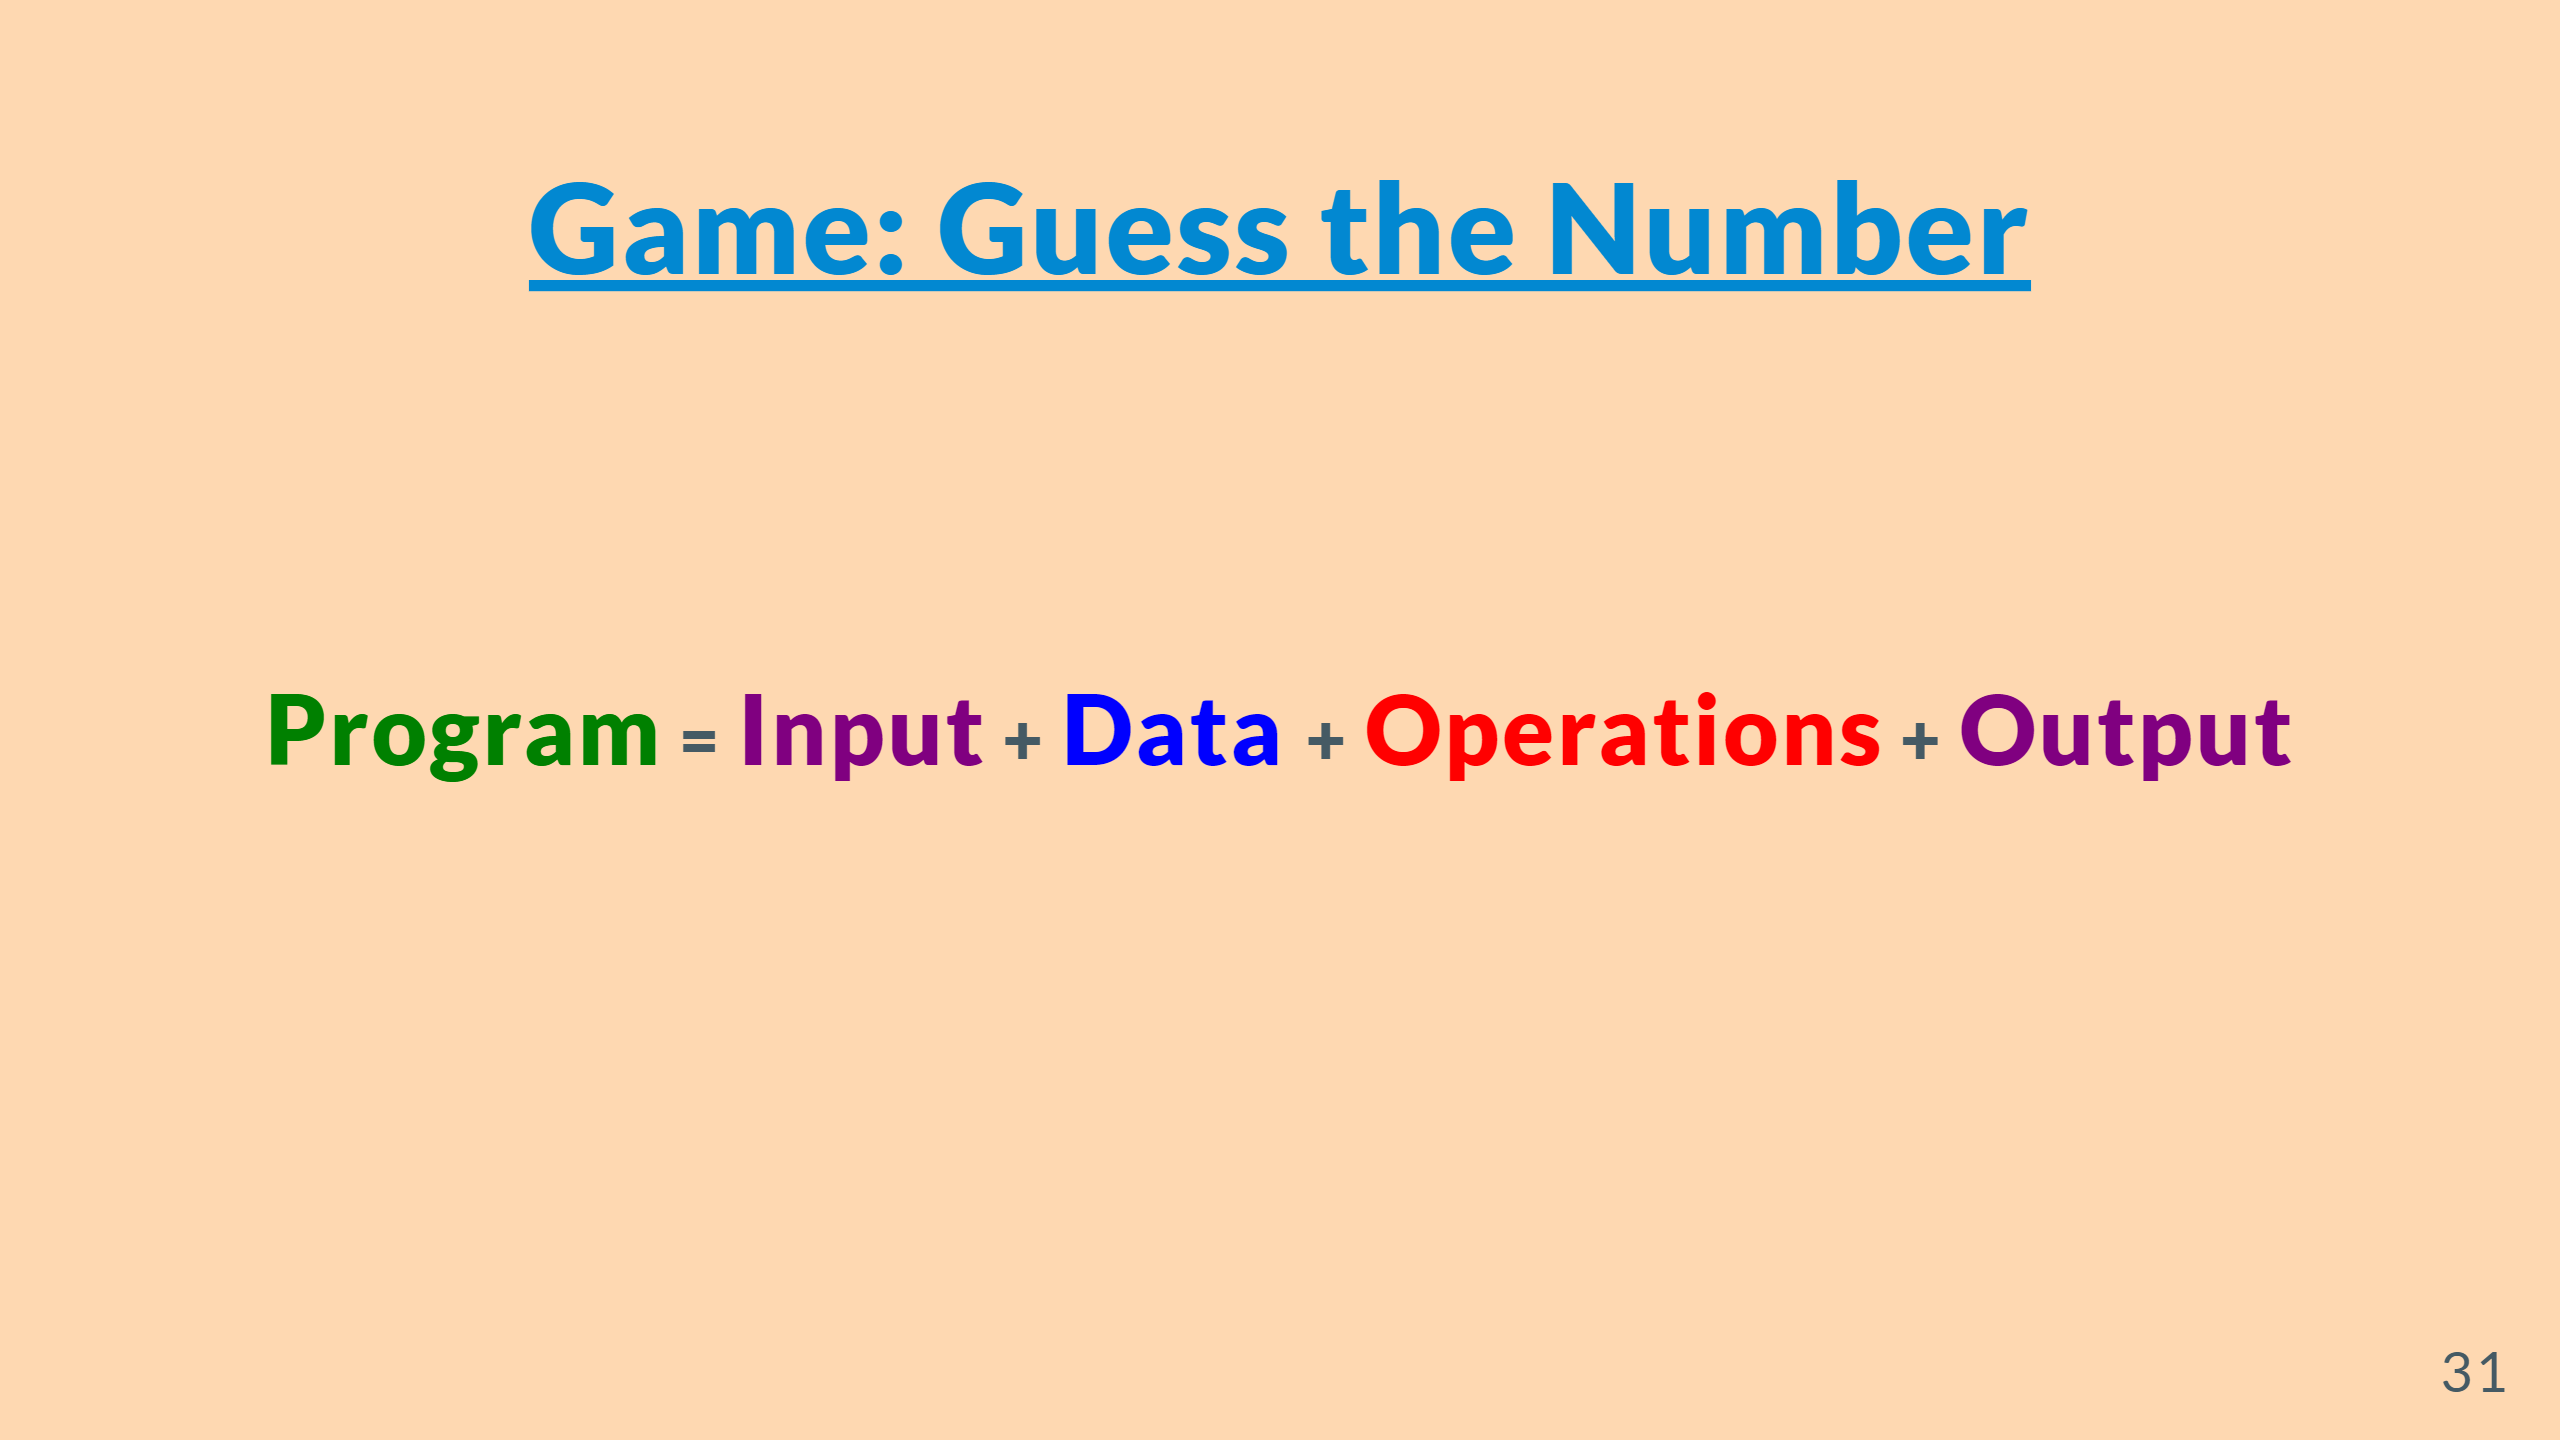 Game: Guess the Number
Program = Input + Data + Operations + Output
31